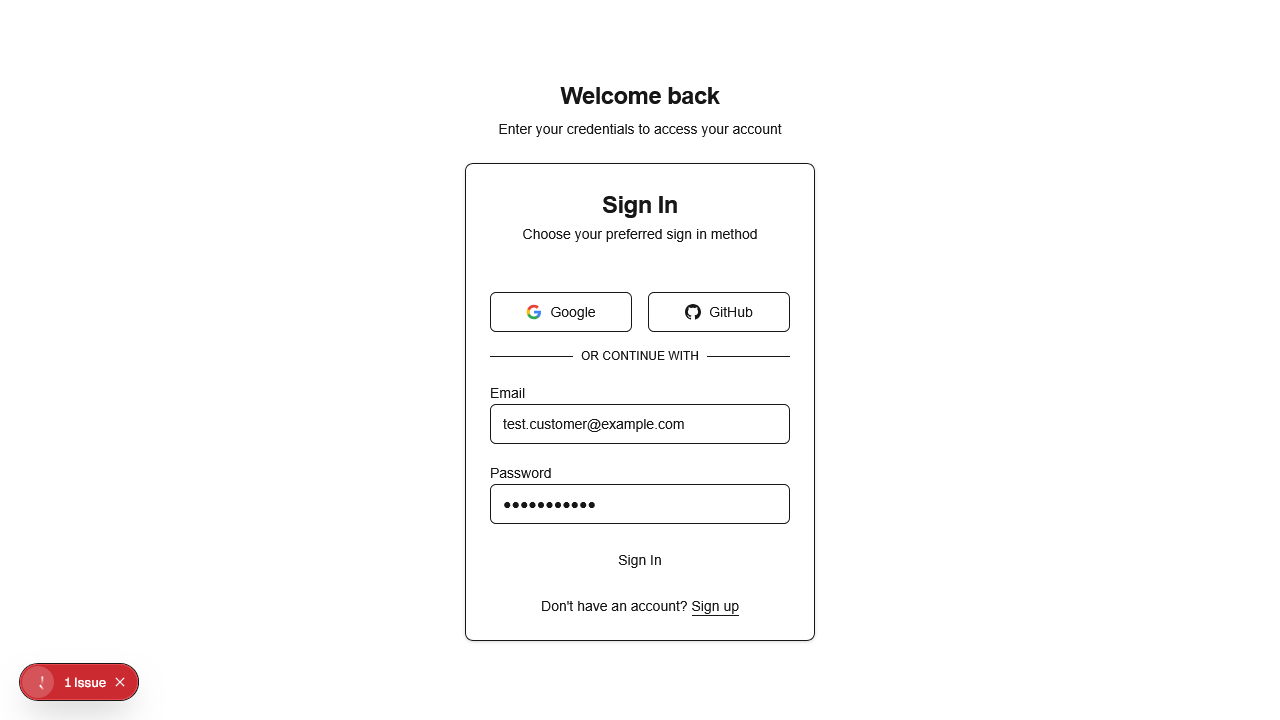 Welcome back
Enter your credentials to access your account
Sign In
Choose your preferred sign in method
Google
GitHub
OR CONTINUE WITH
Email
test.customer@example.com
Password
●●●●●●●●●●●
Sign In
Don't have an account? Sign up
1 Issue